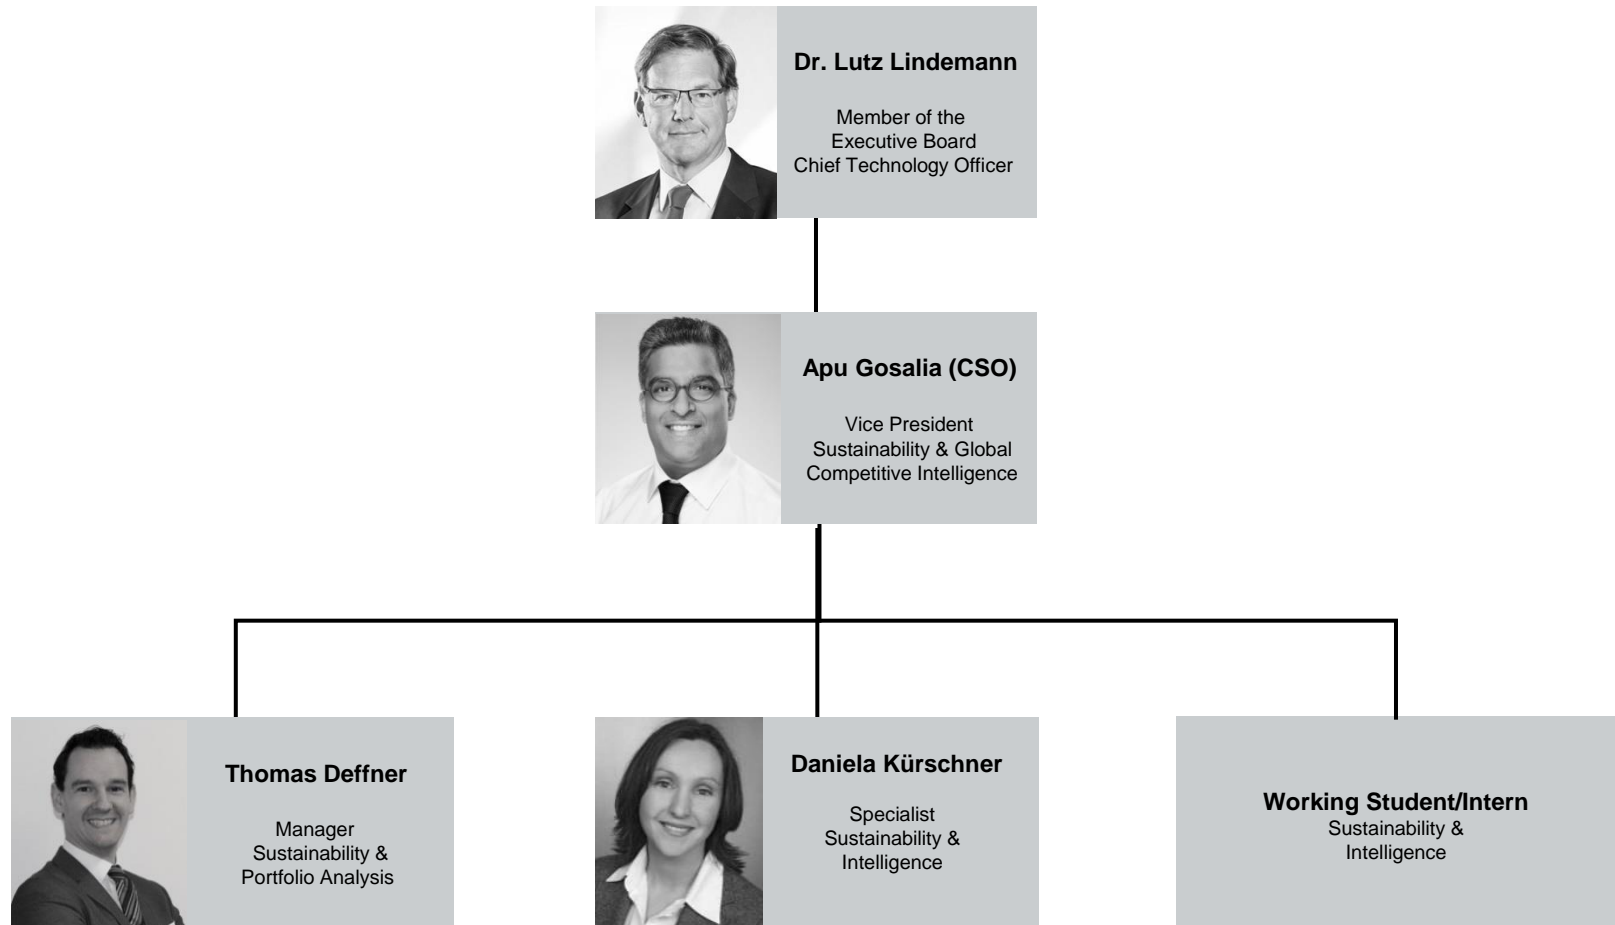 Dr. Lutz Lindemann
Member of the
Executive Board
Chief Technology Officer
Apu Gosalia (CSO)
Vice President
Sustainability & Global
Competitive Intelligence
Thomas Deffner
Manager
Sustainability &
Portfolio Analysis
Daniela Kürschner
Specialist
Sustainability &
Intelligence
Working Student/Intern
Sustainability &
Intelligence